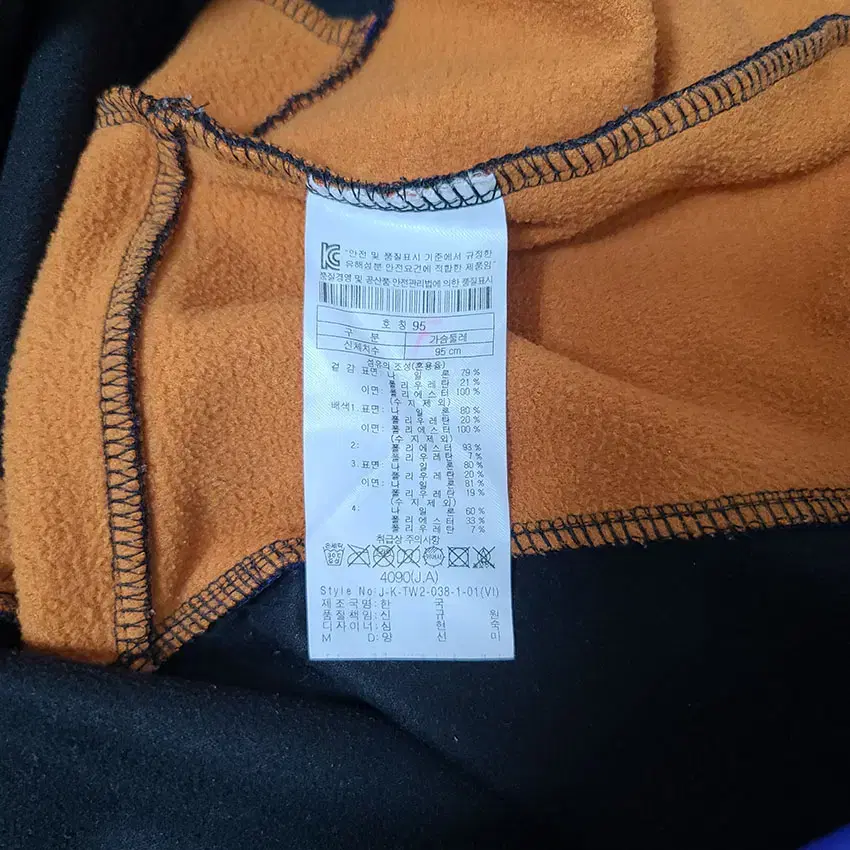 KC "안전 및 품질표시 기준에서 규정한
유해성분 안전요건에 적합한 제품임"
품질경영 및 공산품 안전관리법에 의한 품질표시
호 칭 95
구 분 가슴둘레
신체치수 95 cm
섬유의 조성(혼용율)
겉 감 표면: 나 일 론 79 %
폴 리 우 레 탄 21 %
이면: 폴 리 에 스 터 100 %
(수 지 제 외)
배색1. 표면: 나 일 론 80 %
폴 리 우 레 탄 20 %
이면: 폴 리 에 스 터 100 %
(수 지 제 외)
2: 폴 리 에 스 터 93 %
폴 리 우 레 탄 7 %
3. 표면: 나 일 론 80 %
폴 리 우 레 탄 20 %
이면: 나 일 론 81 %
폴 리 우 레 탄 19 %
(수 지 제 외)
4: 나 일 론 60 %
폴 리 에 스 터 33 %
폴 리 우 레 탄 7 %
취급상 주의사항
4090(J.A)
Style No:J-K-TW2-038-1-01(VI)
제 조 국 명: 한 국
품 질 책 임: 신 규 원
디 자 이 너: 심 현 숙
M D: 양 선 미